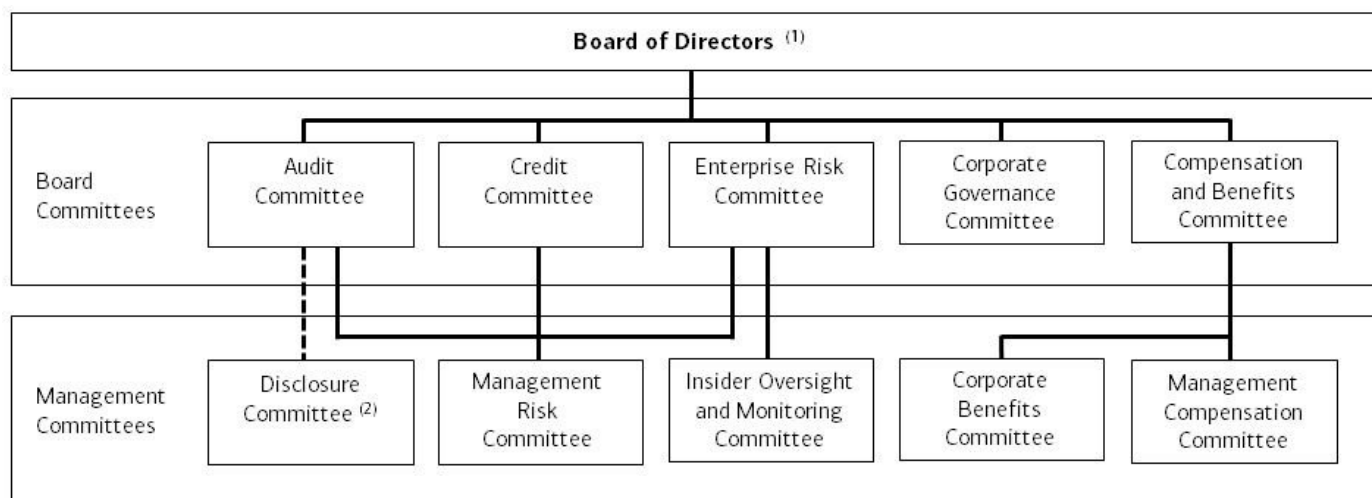 Board of Directors (1)
Board
Committees
Audit
Committee
Credit
Committee
Enterprise Risk
Committee
Corporate
Governance
Committee
Compensation
and Benefits
Committee
Management
Committees
Disclosure
Committee (2)
Management
Risk
Committee
Insider Oversight
and Monitoring
Committee
Corporate
Benefits
Committee
Management
Compensation
Committee